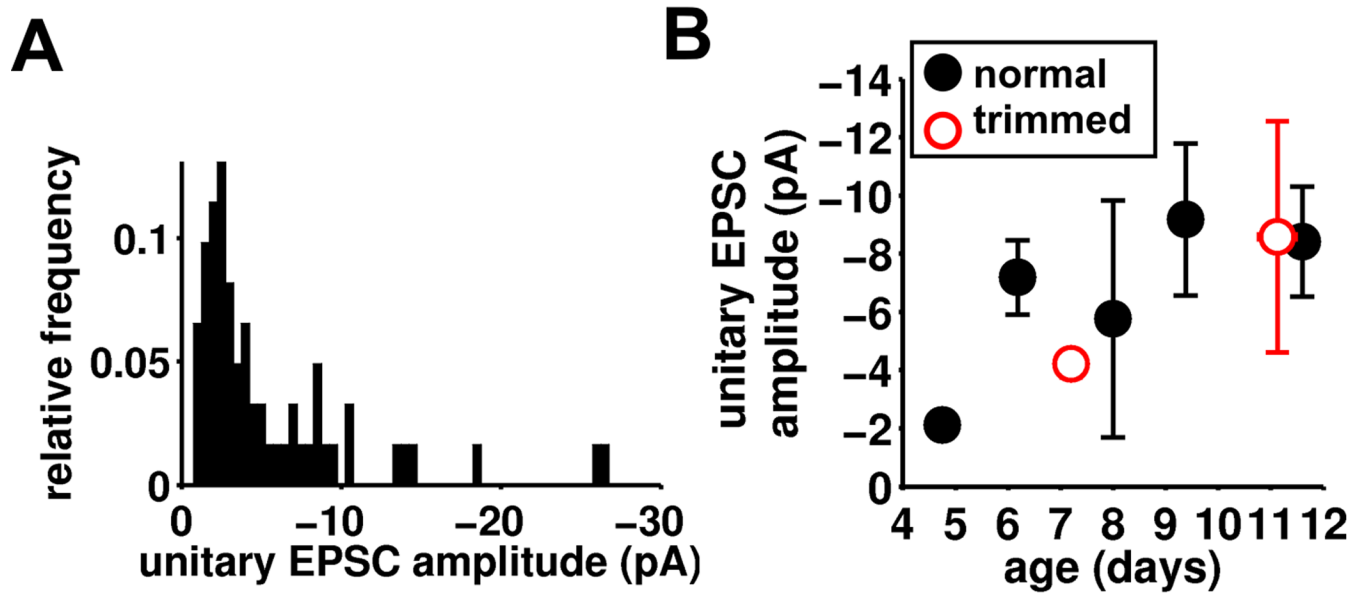 A
relative frequency
0.1
0.05
0
0 −10 −20 −30
unitary EPSC amplitude (pA)
B
normal
trimmed
unitary EPSC
amplitude (pA)
−14
−12
−10
−8
−6
−4
−2
0
4 5 6 7 8 9 10 11 12
age (days)